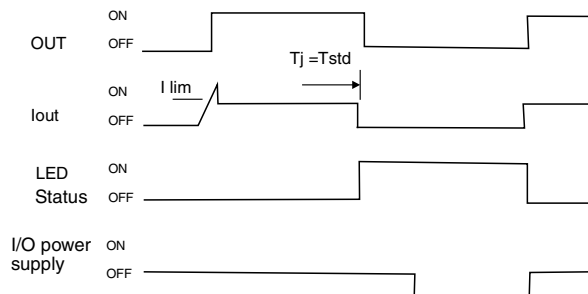 ON
OUT
OFF
Tj =Tstd
I lim
ON
Iout
OFF
LED
Status
ON
OFF
I/O power
supply
ON
OFF